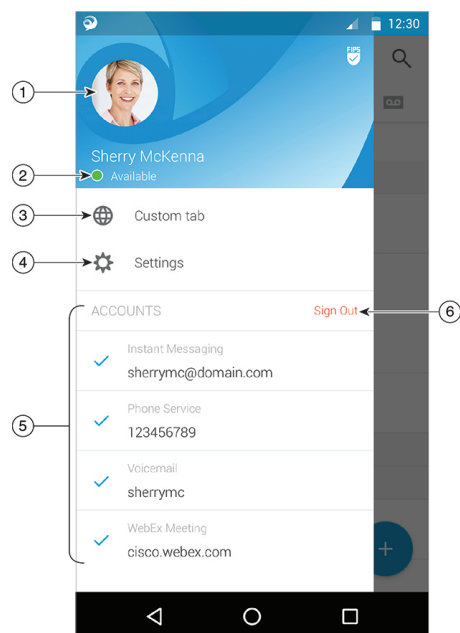 12:30
FIPS
1
Sherry McKenna
2
Available
3
Custom tab
4
Settings
ACCOUNTS
Sign Out
6
Instant Messaging
sherrymc@domain.com
Phone Service
5
123456789
Voicemail
sherrymc
WebEx Meeting
cisco.webex.com